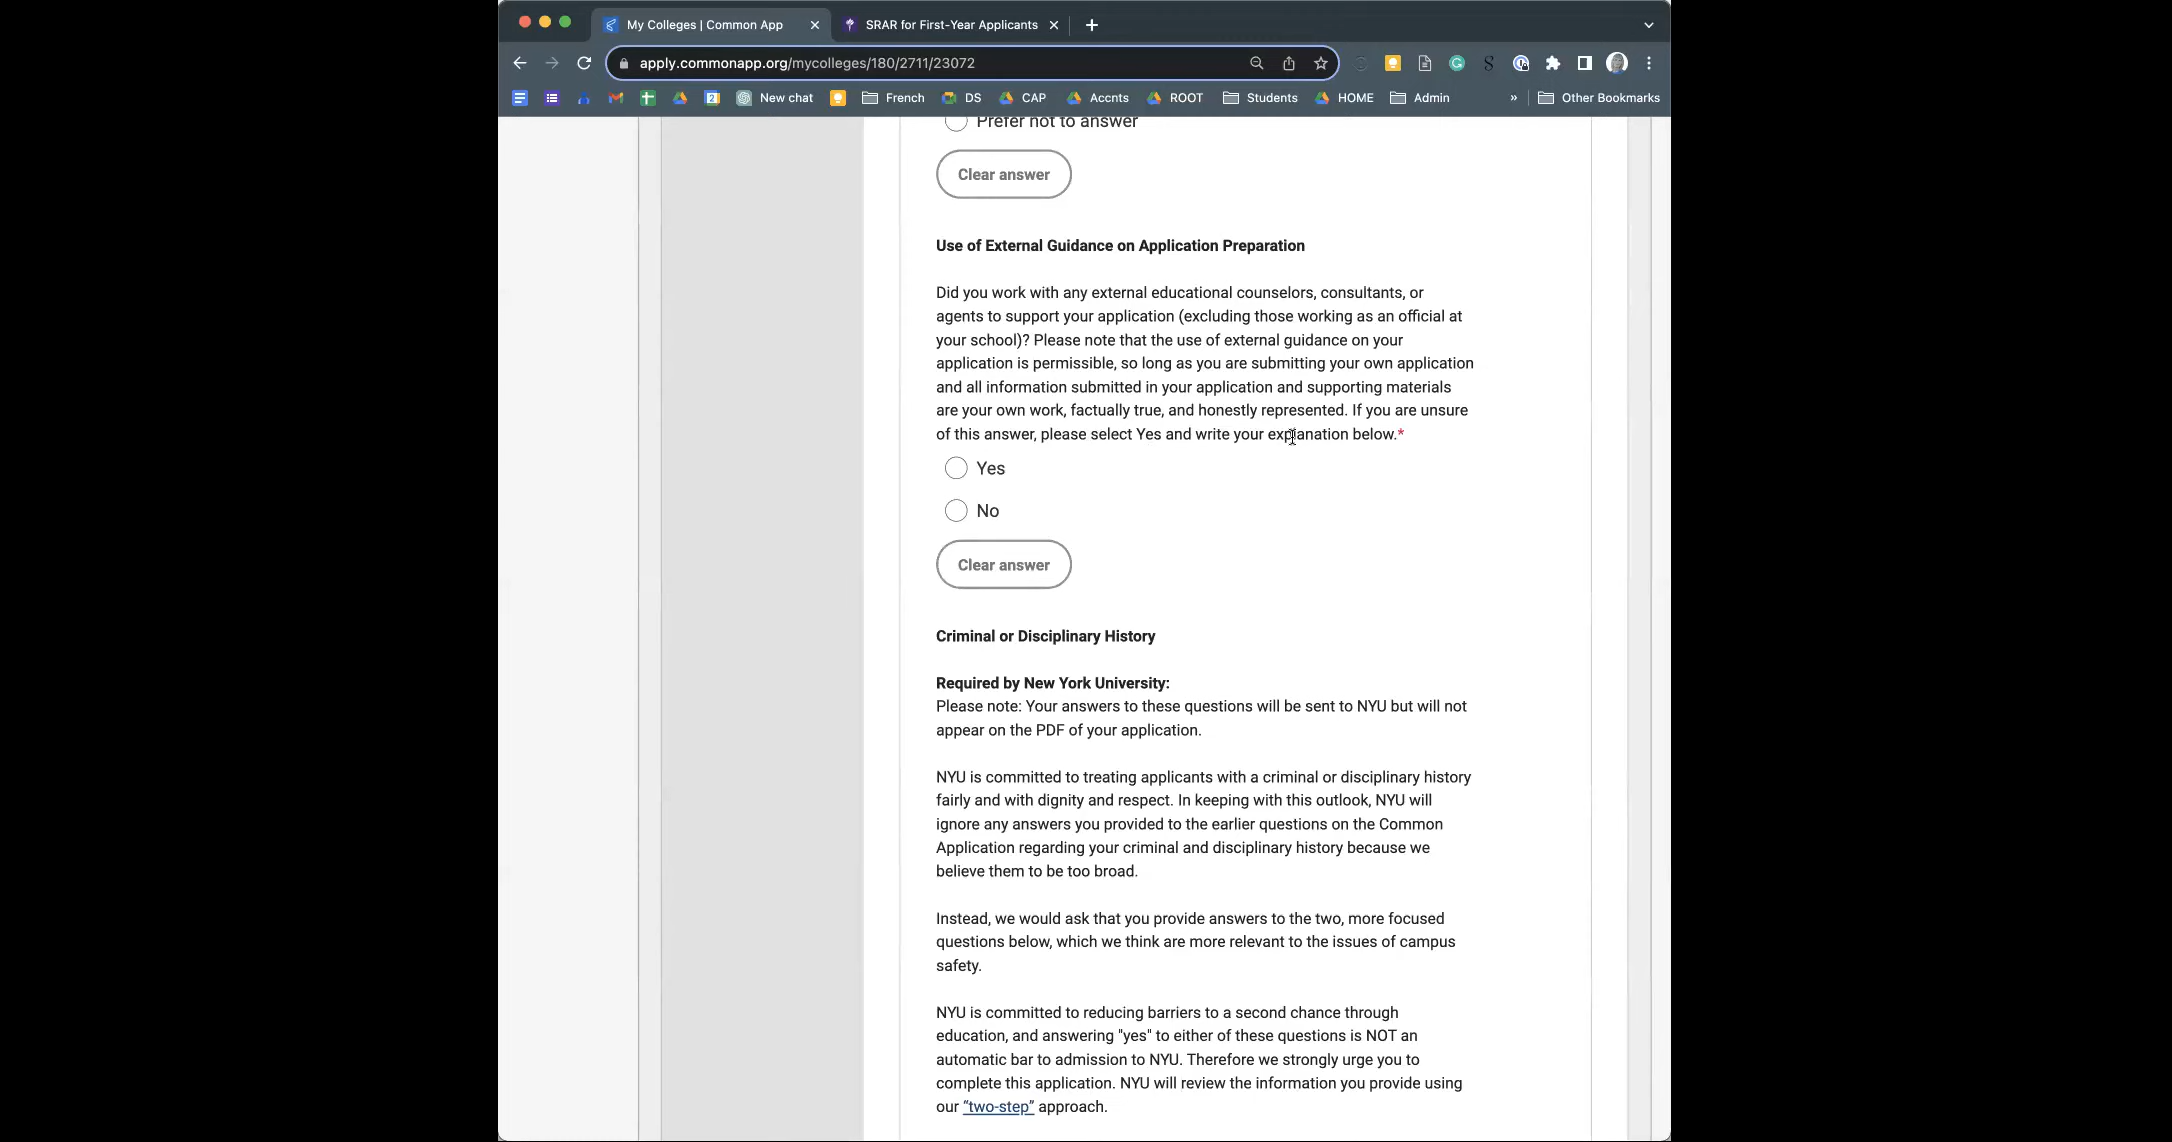 My Colleges | Common App
SRAR for First-Year Applicants
apply.commonapp.org/mycolleges/180/2711/23072
New chat
French
DS
CAP
Accnts
ROOT
Students
HOME
Admin
»
Other Bookmarks
Prefer not to answer
Clear answer
Use of External Guidance on Application Preparation
Did you work with any external educational counselors, consultants, or
agents to support your application (excluding those working as an official at
your school)? Please note that the use of external guidance on your
application is permissible, so long as you are submitting your own application
and all information submitted in your application and supporting materials
are your own work, factually true, and honestly represented. If you are unsure
of this answer, please select Yes and write your explanation below.*
Yes
No
Clear answer
Criminal or Disciplinary History
Required by New York University:
Please note: Your answers to these questions will be sent to NYU but will not
appear on the PDF of your application.
NYU is committed to treating applicants with a criminal or disciplinary history
fairly and with dignity and respect. In keeping with this outlook, NYU will
ignore any answers you provided to the earlier questions on the Common
Application regarding your criminal and disciplinary history because we
believe them to be too broad.
Instead, we would ask that you provide answers to the two, more focused
questions below, which we think are more relevant to the issues of campus
safety.
NYU is committed to reducing barriers to a second chance through
education, and answering "yes" to either of these questions is NOT an
automatic bar to admission to NYU. Therefore we strongly urge you to
complete this application. NYU will review the information you provide using
our “two-step” approach.